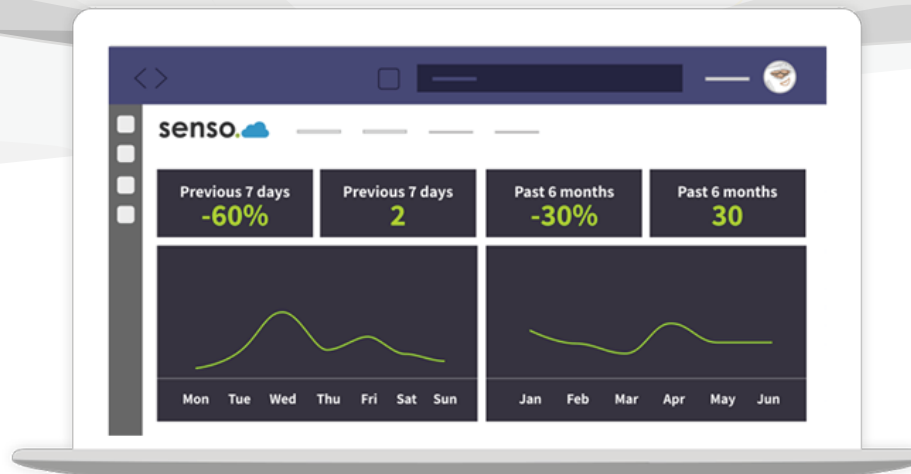 senso.
Previous 7 days
-60%
Previous 7 days
2
Past 6 months
-30%
Past 6 months
30
Mon Tue Wed Thu Fri Sat Sun
Jan Feb Mar Apr May Jun